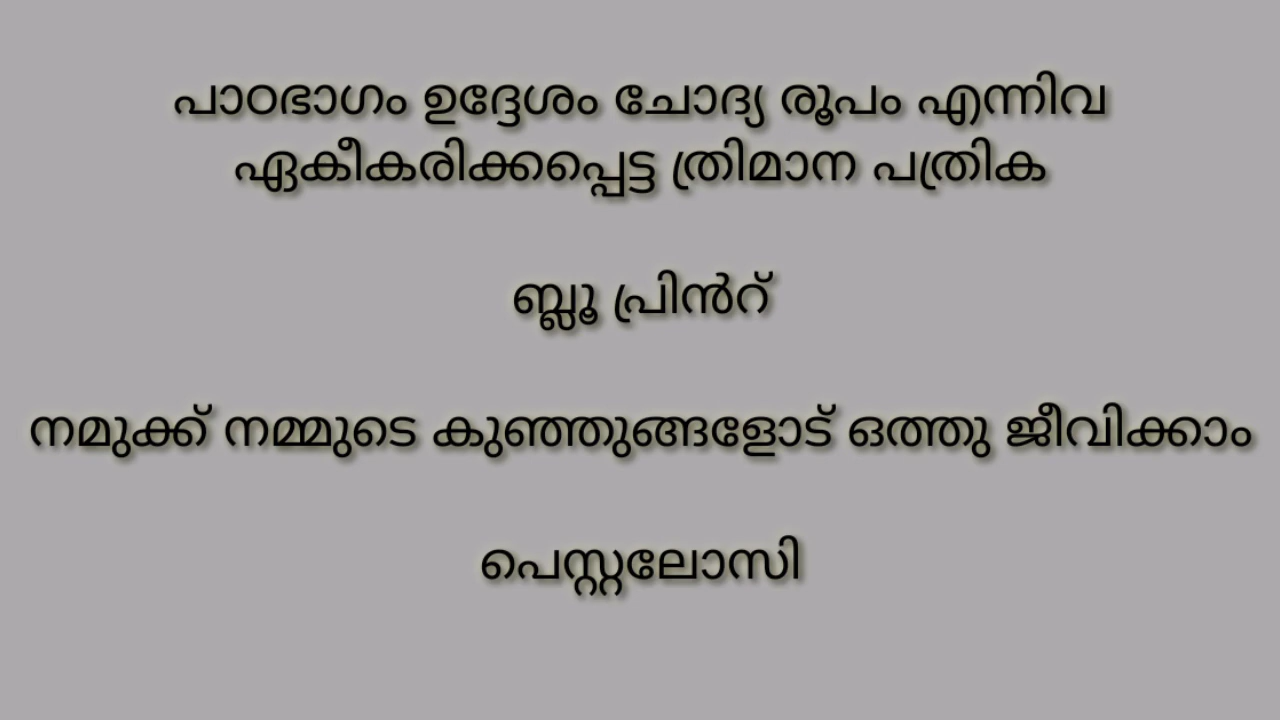 പാഠഭാഗം ഉദ്ദേശം ചോദ്യ രൂപം എന്നിവ
ഏകീകരിക്കപ്പെട്ട ത്രിമാന പത്രിക
ബ്ലൂ പ്രിൻറ്
നമുക്ക് നമ്മുടെ കുഞ്ഞുങ്ങളോട് ഒത്തു ജീവിക്കാം
പെസ്റ്റലോസി